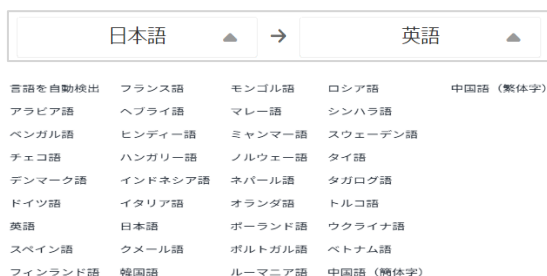 日本語 → 英語
言語を自動検出 フランス語 モンゴル語 ロシア語 中国語（繁体字）
アラビア語 ヘブライ語 マレー語 シンハラ語
ベンガル語 ヒンディー語 ミャンマー語 スウェーデン語
チェコ語 ハンガリー語 ノルウェー語 タイ語
デンマーク語 インドネシア語 ネパール語 タガログ語
ドイツ語 イタリア語 オランダ語 トルコ語
英語 日本語 ポーランド語 ウクライナ語
スペイン語 クメール語 ポルトガル語 ベトナム語
フィンランド語 韓国語 ルーマニア語 中国語（簡体字）